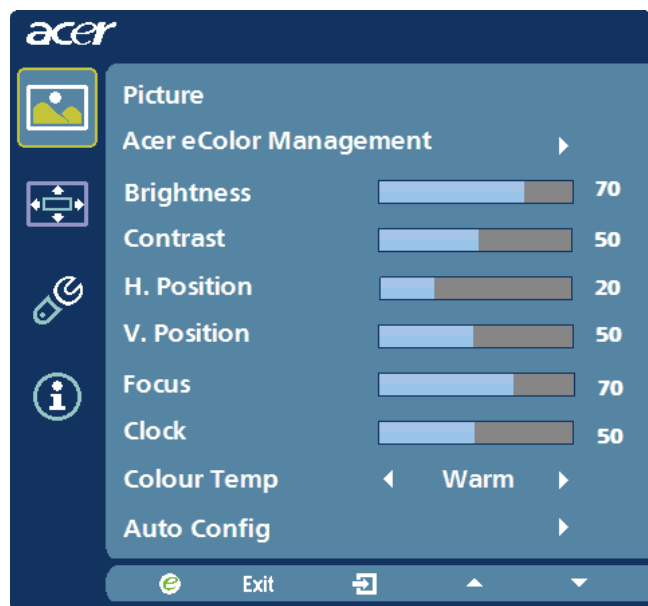 acer
Picture
Acer eColor Management
Brightness 70
Contrast 50
H. Position 20
V. Position 50
Focus 70
Clock 50
Colour Temp Warm
Auto Config
e Exit